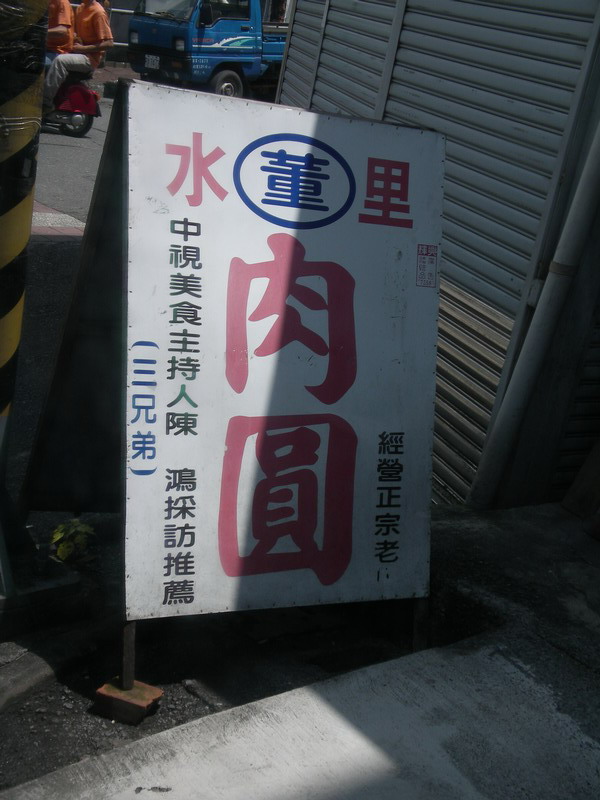 水董里
肉圓
經營正宗老
中視美食主持人陳 鴻採訪推薦
(三兄弟)